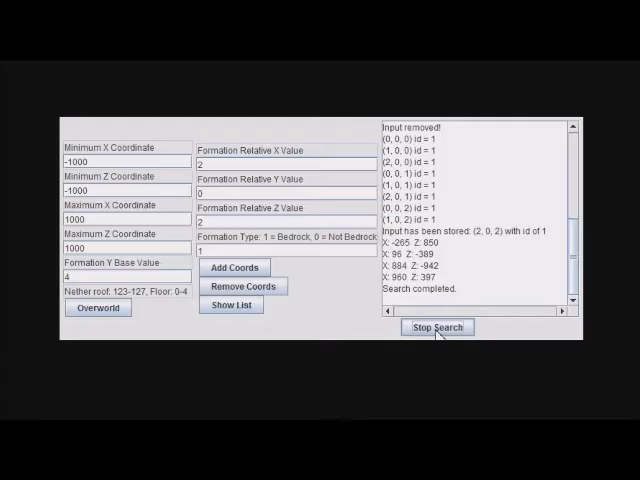 Minimum X Coordinate
-1000
Minimum Z Coordinate
-1000
Maximum X Coordinate
1000
Maximum Z Coordinate
1000
Formation Y Base Value
4
Nether roof: 123-127, Floor: 0-4
Overworld
Formation Relative X Value
2
Formation Relative Y Value
0
Formation Relative Z Value
2
Formation Type: 1 = Bedrock, 0 = Not Bedrock
1
Add Coords
Remove Coords
Show List
Input removed!
(0, 0, 0) id = 1
(1, 0, 0) id = 1
(2, 0, 0) id = 1
(0, 0, 1) id = 1
(1, 0, 1) id = 1
(2, 0, 1) id = 1
(0, 0, 2) id = 1
(1, 0, 2) id = 1
Input has been stored: (2, 0, 2) with id of 1
X: -265 Z: 850
X: 96 Z: -389
X: 884 Z: -942
X: 960 Z: 397
Search completed.
Stop Search